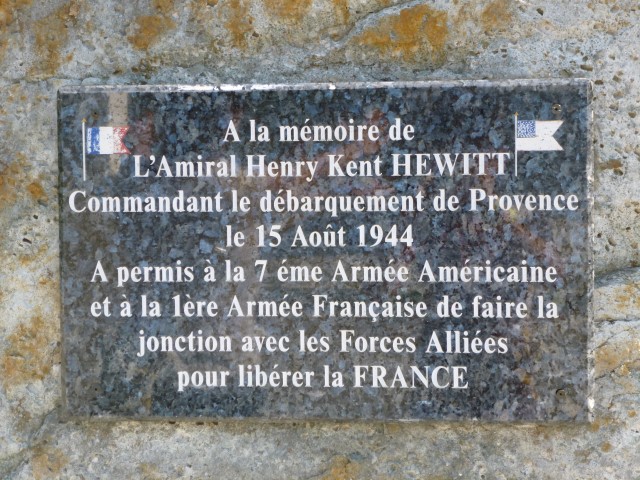 A la mémoire de
L'Amiral Henry Kent HEWITT
Commandant le débarquement de Provence
le 15 Août 1944
A permis à la 7 éme Armée Américaine
et à la 1ère Armée Française de faire la
jonction avec les Forces Alliées
pour libérer la FRANCE